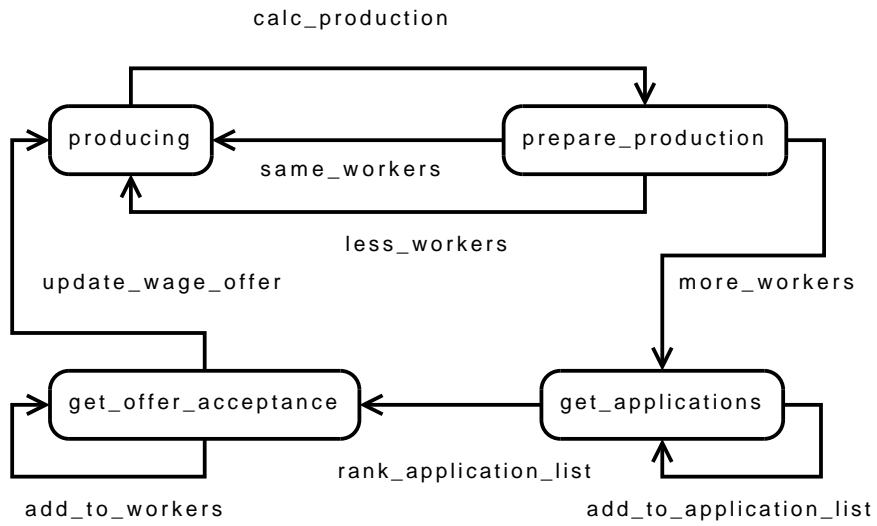 calc_production
producing
prepare_production
same_workers
less_workers
update_wage_offer
more_workers
get_offer_acceptance
get_applications
rank_application_list
add_to_workers
add_to_application_list